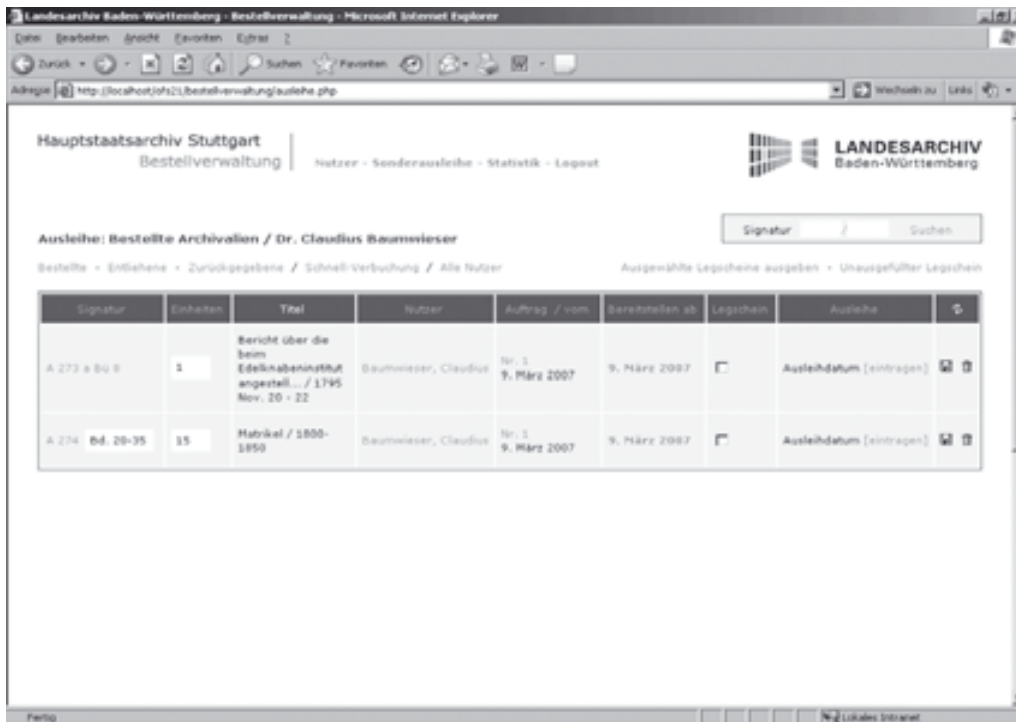 Landesarchiv Baden-Württemberg - Bestellverwaltung - Microsoft Internet Explorer
Datei Bearbeiten Ansicht Favoriten Extras ?
Zurück Suchen Favoriten
Adresse http://localhost/ofs21/bestellverwaltung/ausleihe.php Wechseln zu Links
Hauptstaatsarchiv Stuttgart
Bestellverwaltung
Nutzer - Sonderausleihe - Statistik - Logout
LANDESARCHIV
Baden-Württemberg
Ausleihe: Bestellte Archivalien / Dr. Claudius Baumwieser
Signatur / Suchen
Bestellte - Entliehene - Zurückgegebene / Schnell-Verbuchung / Alle Nutzer
Ausgewählte Legscheine ausgeben - Unausgefüllter Legschein
Signatur Einheiten Titel Nutzer Auftrag / vom Bereitstellen ab Legschein Ausleihe
Bericht über die
beim
Edelknabeninstitut
angestell... / 1795
Nov. 20 - 22
A 273 a Bü 8 1 Baumwieser, Claudius Nr. 1
9. März 2007 9. März 2007 Ausleihdatum [eintragen]
A 274 Bd. 20-35 15 Matrikel / 1800-
1850 Baumwieser, Claudius Nr. 1
9. März 2007 9. März 2007 Ausleihdatum [eintragen]
Fertig Lokales Intranet